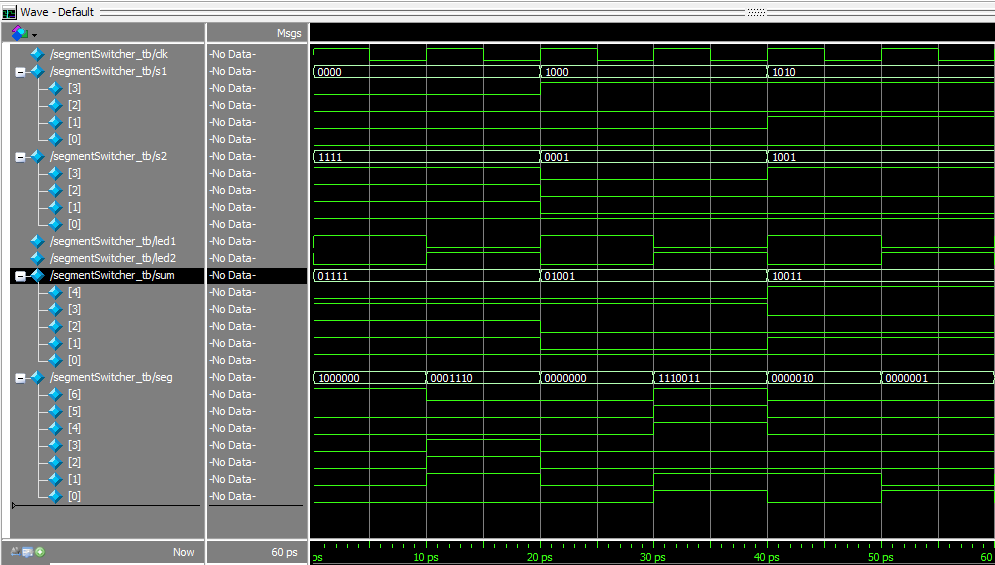 Wave - Default
Msgs
/segmentSwitcher_tb/clk -No Data-
/segmentSwitcher_tb/s1 -No Data- 0000 1000 1010
[3] -No Data-
[2] -No Data-
[1] -No Data-
[0] -No Data-
/segmentSwitcher_tb/s2 -No Data- 1111 0001 1001
[3] -No Data-
[2] -No Data-
[1] -No Data-
[0] -No Data-
/segmentSwitcher_tb/led1 -No Data-
/segmentSwitcher_tb/led2 -No Data-
/segmentSwitcher_tb/sum -No Data- 01111 01001 10011
[4] -No Data-
[3] -No Data-
[2] -No Data-
[1] -No Data-
[0] -No Data-
/segmentSwitcher_tb/seg -No Data- 1000000 0001110 0000000 1110011 0000010 0000001
[6] -No Data-
[5] -No Data-
[4] -No Data-
[3] -No Data-
[2] -No Data-
[1] -No Data-
[0] -No Data-
Now 60 ps ps 10 ps 20 ps 30 ps 40 ps 50 ps 60